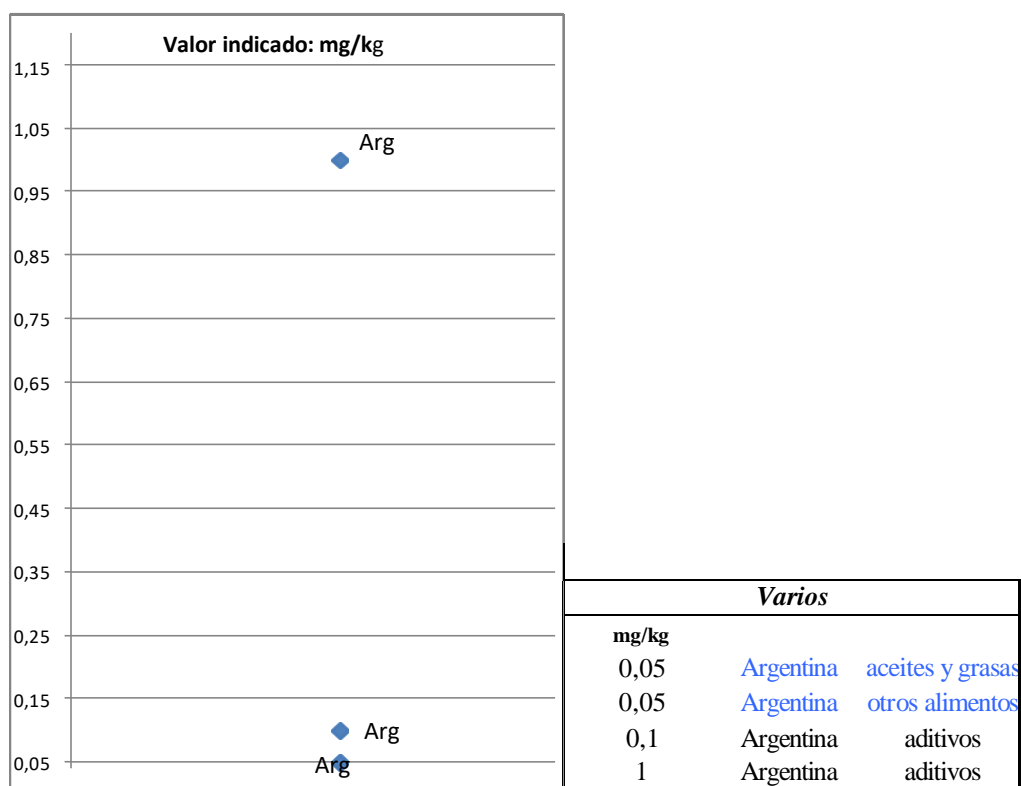 Valor indicado: mg/kg
1,15
1,05
Arg
0,95
0,85
0,75
0,65
0,55
0,45
0,35
0,25
0,15
Arg
0,05
Arg
Varios
mg/kg
0,05 Argentina aceites y grasas
0,05 Argentina otros alimentos
0,1 Argentina aditivos
1 Argentina aditivos